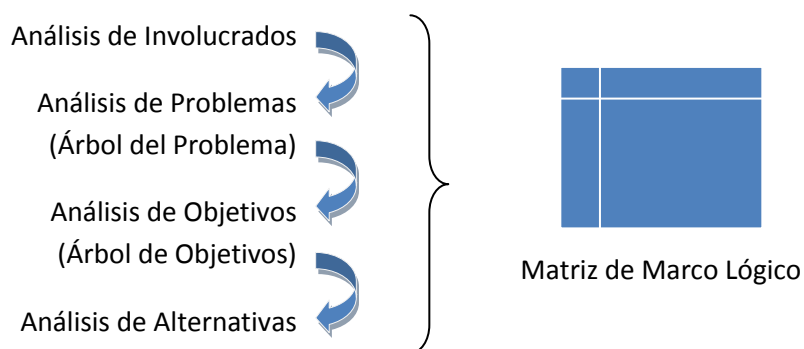 Análisis de Involucrados
Análisis de Problemas
(Árbol del Problema)
Análisis de Objetivos
(Árbol de Objetivos)
Análisis de Alternativas
Matriz de Marco Lógico